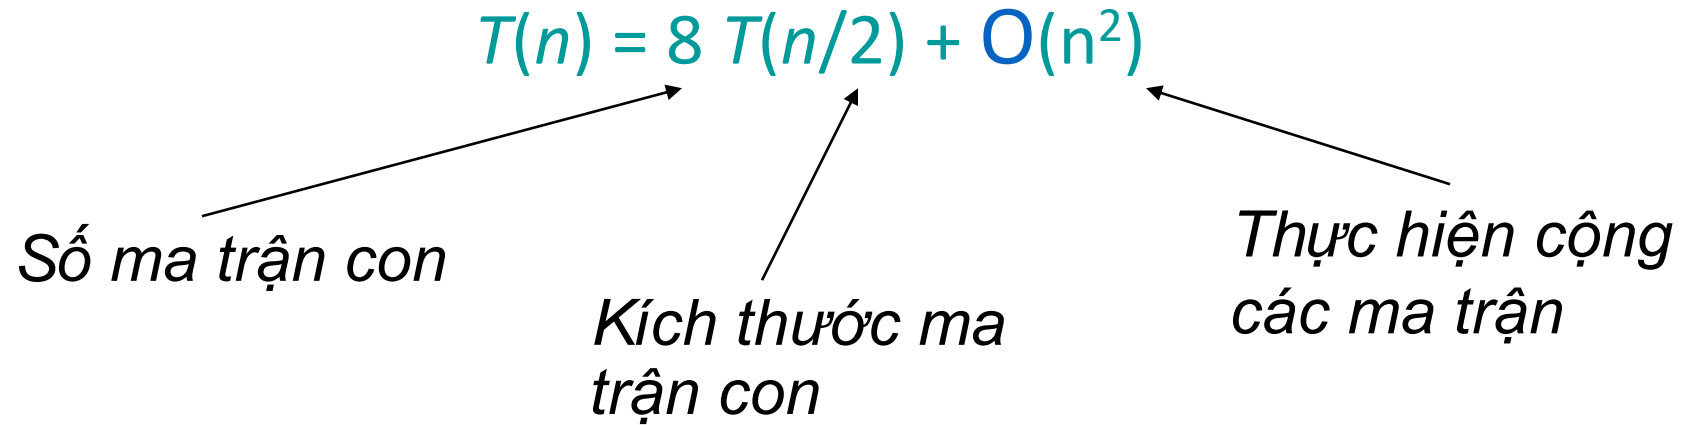 T(n) = 8 T(n/2) + O(n²)
Số ma trận con
Kích thước ma
trận con
Thực hiện cộng
các ma trận